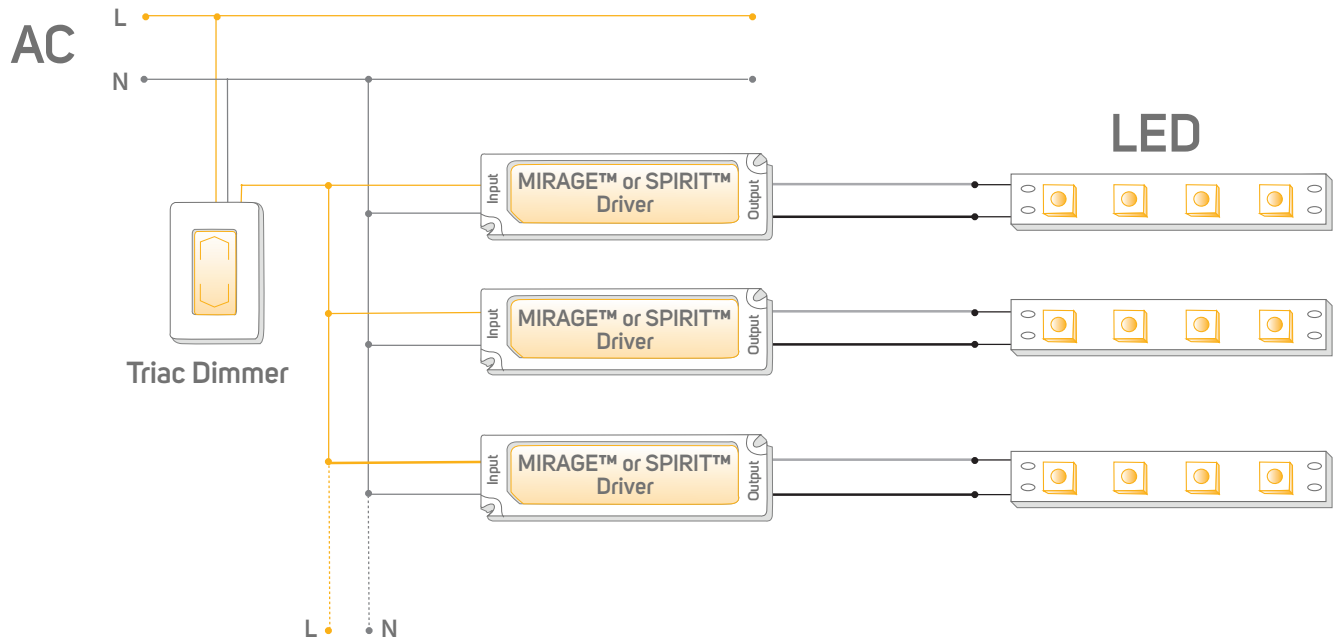 AC
L
N
LED
Input
MIRAGE™ or SPIRIT™
Driver
Output
Triac Dimmer
Input
MIRAGE™ or SPIRIT™
Driver
Output
Input
MIRAGE™ or SPIRIT™
Driver
Output
L
N